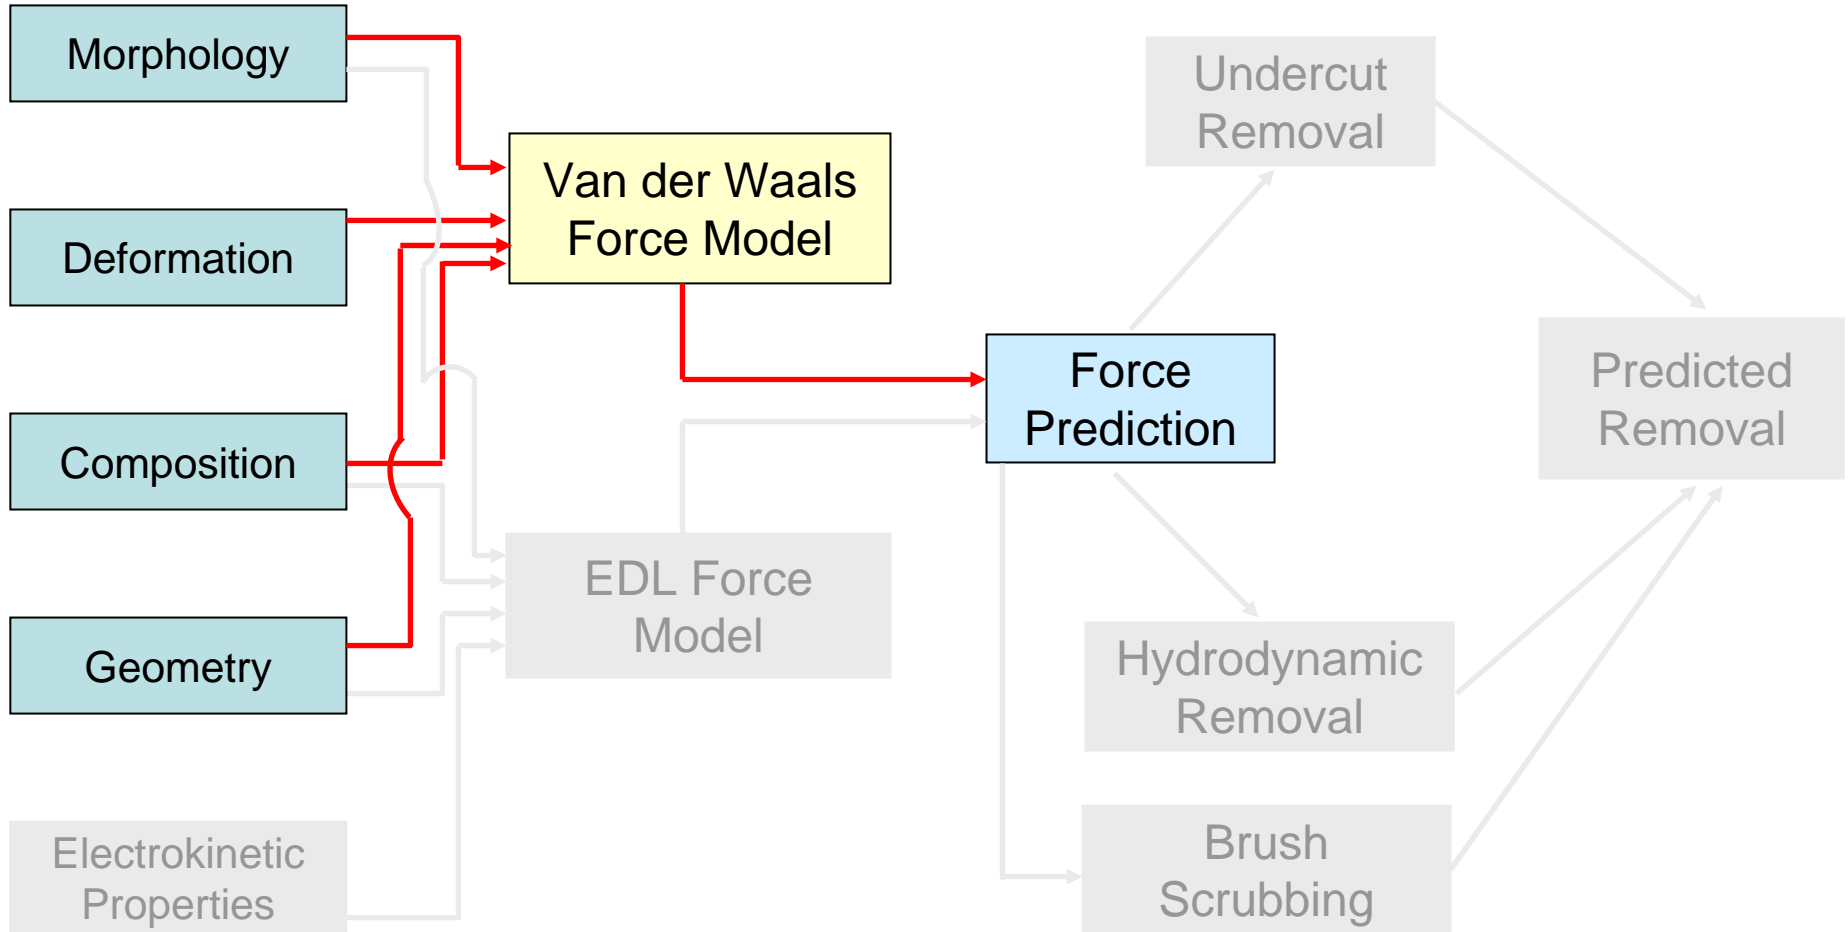 Morphology
Deformation
Composition
Geometry
Electrokinetic
Properties
Van der Waals
Force Model
EDL Force
Model
Force
Prediction
Undercut
Removal
Hydrodynamic
Removal
Brush
Scrubbing
Predicted
Removal